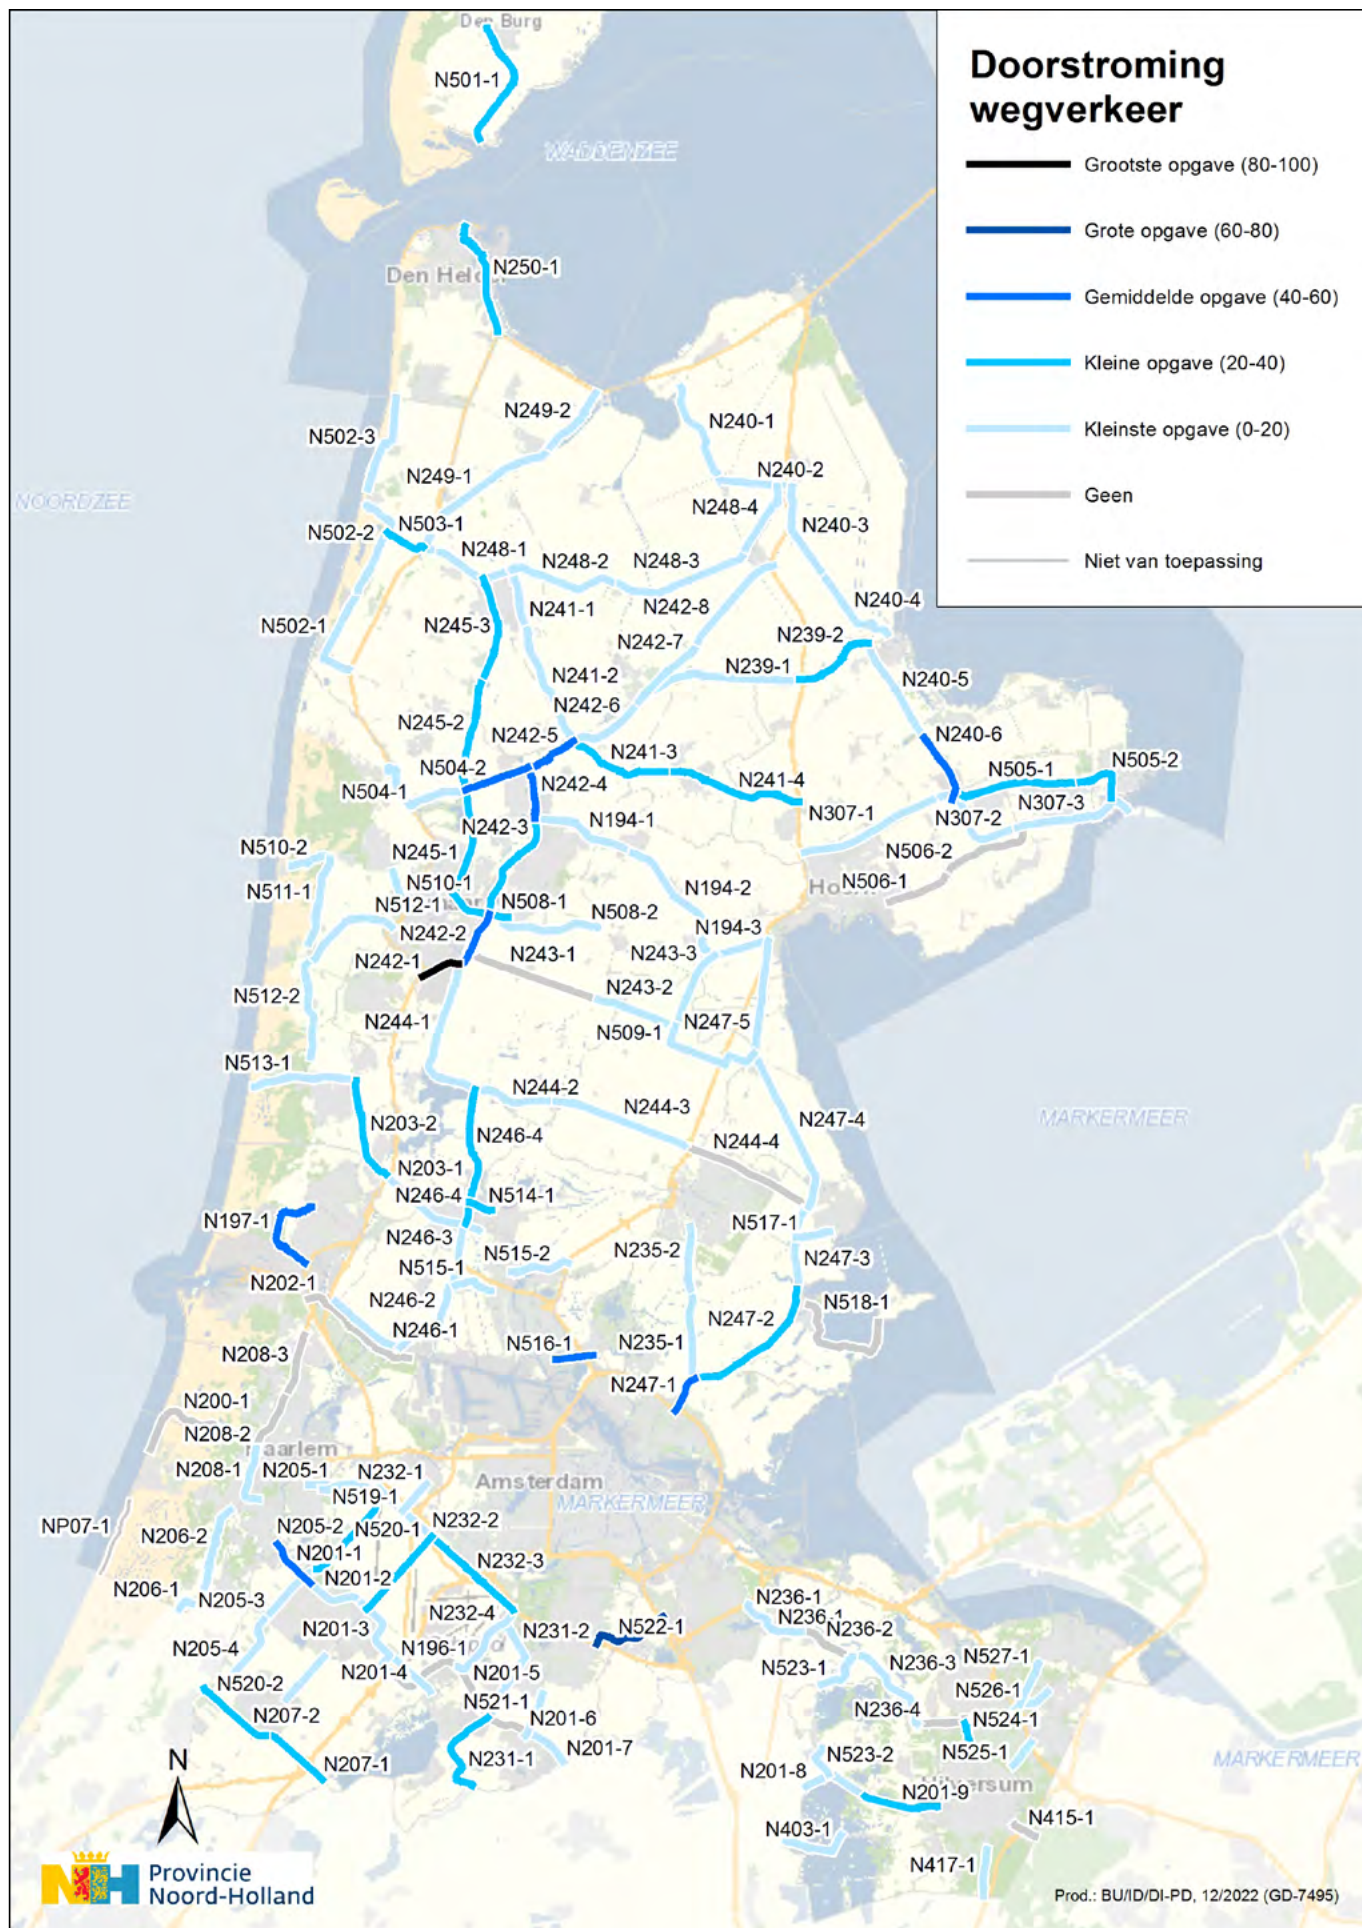 Den Burg
N501-1
WADDENZEE
Doorstroming
wegverkeer
Grootste opgave (80-100)
Grote opgave (60-80)
Gemiddelde opgave (40-60)
Kleine opgave (20-40)
Kleinste opgave (0-20)
Geen
Niet van toepassing
N250-1
N249-2
N502-3
N240-1
N249-1
N240-2
NOORDZEE
N248-4
N502-2
N503-1
N240-3
N248-1
N248-2
N248-3
N240-4
N241-1
N242-8
N502-1
N245-3
N242-7
N239-2
N239-1
N241-2
N240-5
N242-6
N245-2
N242-5
N240-6
N241-3
N505-2
N504-2
N505-1
N241-4
N242-4
N504-1
N307-3
N307-1
N307-2
N242-3
N194-1
N510-2
N245-1
N506-2
N510-1
N506-1
N511-1
N194-2
N512-1
N508-1
N508-2
N242-2
N194-3
N242-1
N243-1
N243-3
N243-2
N512-2
N244-1
N509-1
N247-5
N513-1
N244-2
N244-3
N247-4
MARKERMEER
N203-2
N246-4
N244-4
N203-1
N246-4
N514-1
N197-1
N517-1
N246-3
N515-2
N235-2
N247-3
N515-1
N202-1
N246-2
N518-1
N247-2
N246-1
N516-1
N235-1
N208-3
N247-1
N200-1
N208-2
N208-1
N205-1
N232-1
Amsterdam
N519-1
MARKERMEER
NP07-1
N206-2
N205-2
N520-1
N232-2
N201-1
N232-3
N201-2
N206-1
N205-3
N236-1
N232-4
N236-1
N201-3
N231-2
N522-1
N236-2
N205-4
N196-1
N236-3
N527-1
N201-4
N201-5
N523-1
N520-2
N526-1
N521-1
N207-2
N201-6
N236-4
N524-1
N201-7
N525-1
N523-2
N231-1
N207-1
N201-8
MARKERMEER
N201-9
N415-1
N403-1
N417-1
N
Provincie
Noord-Holland
Prod.: BU/ID/DI-PD, 12/2022 (GD-7495)